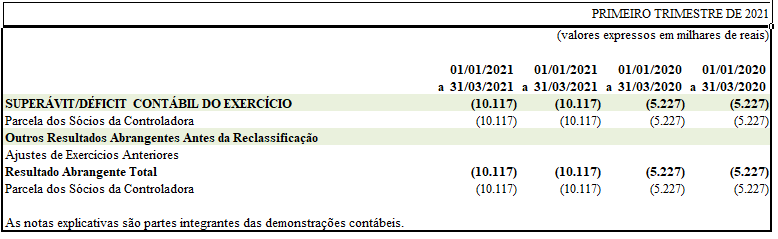 PRIMEIRO TRIMESTRE DE 2021
(valores expressos em milhares de reais)
01/01/2021 01/01/2021 01/01/2020 01/01/2020
a 31/03/2021 a 31/03/2021 a 31/03/2020 a 31/03/2020
SUPERÁVIT/DÉFICIT CONTÁBIL DO EXERCÍCIO (10.117) (10.117) (5.227) (5.227)
Parcela dos Sócios da Controladora (10.117) (10.117) (5.227) (5.227)
Outros Resultados Abrangentes Antes da Reclassificação
Ajustes de Exercicios Anteriores
Resultado Abrangente Total (10.117) (10.117) (5.227) (5.227)
Parcela dos Sócios da Controladora (10.117) (10.117) (5.227) (5.227)
As notas explicativas são partes integrantes das demonstrações contábeis.